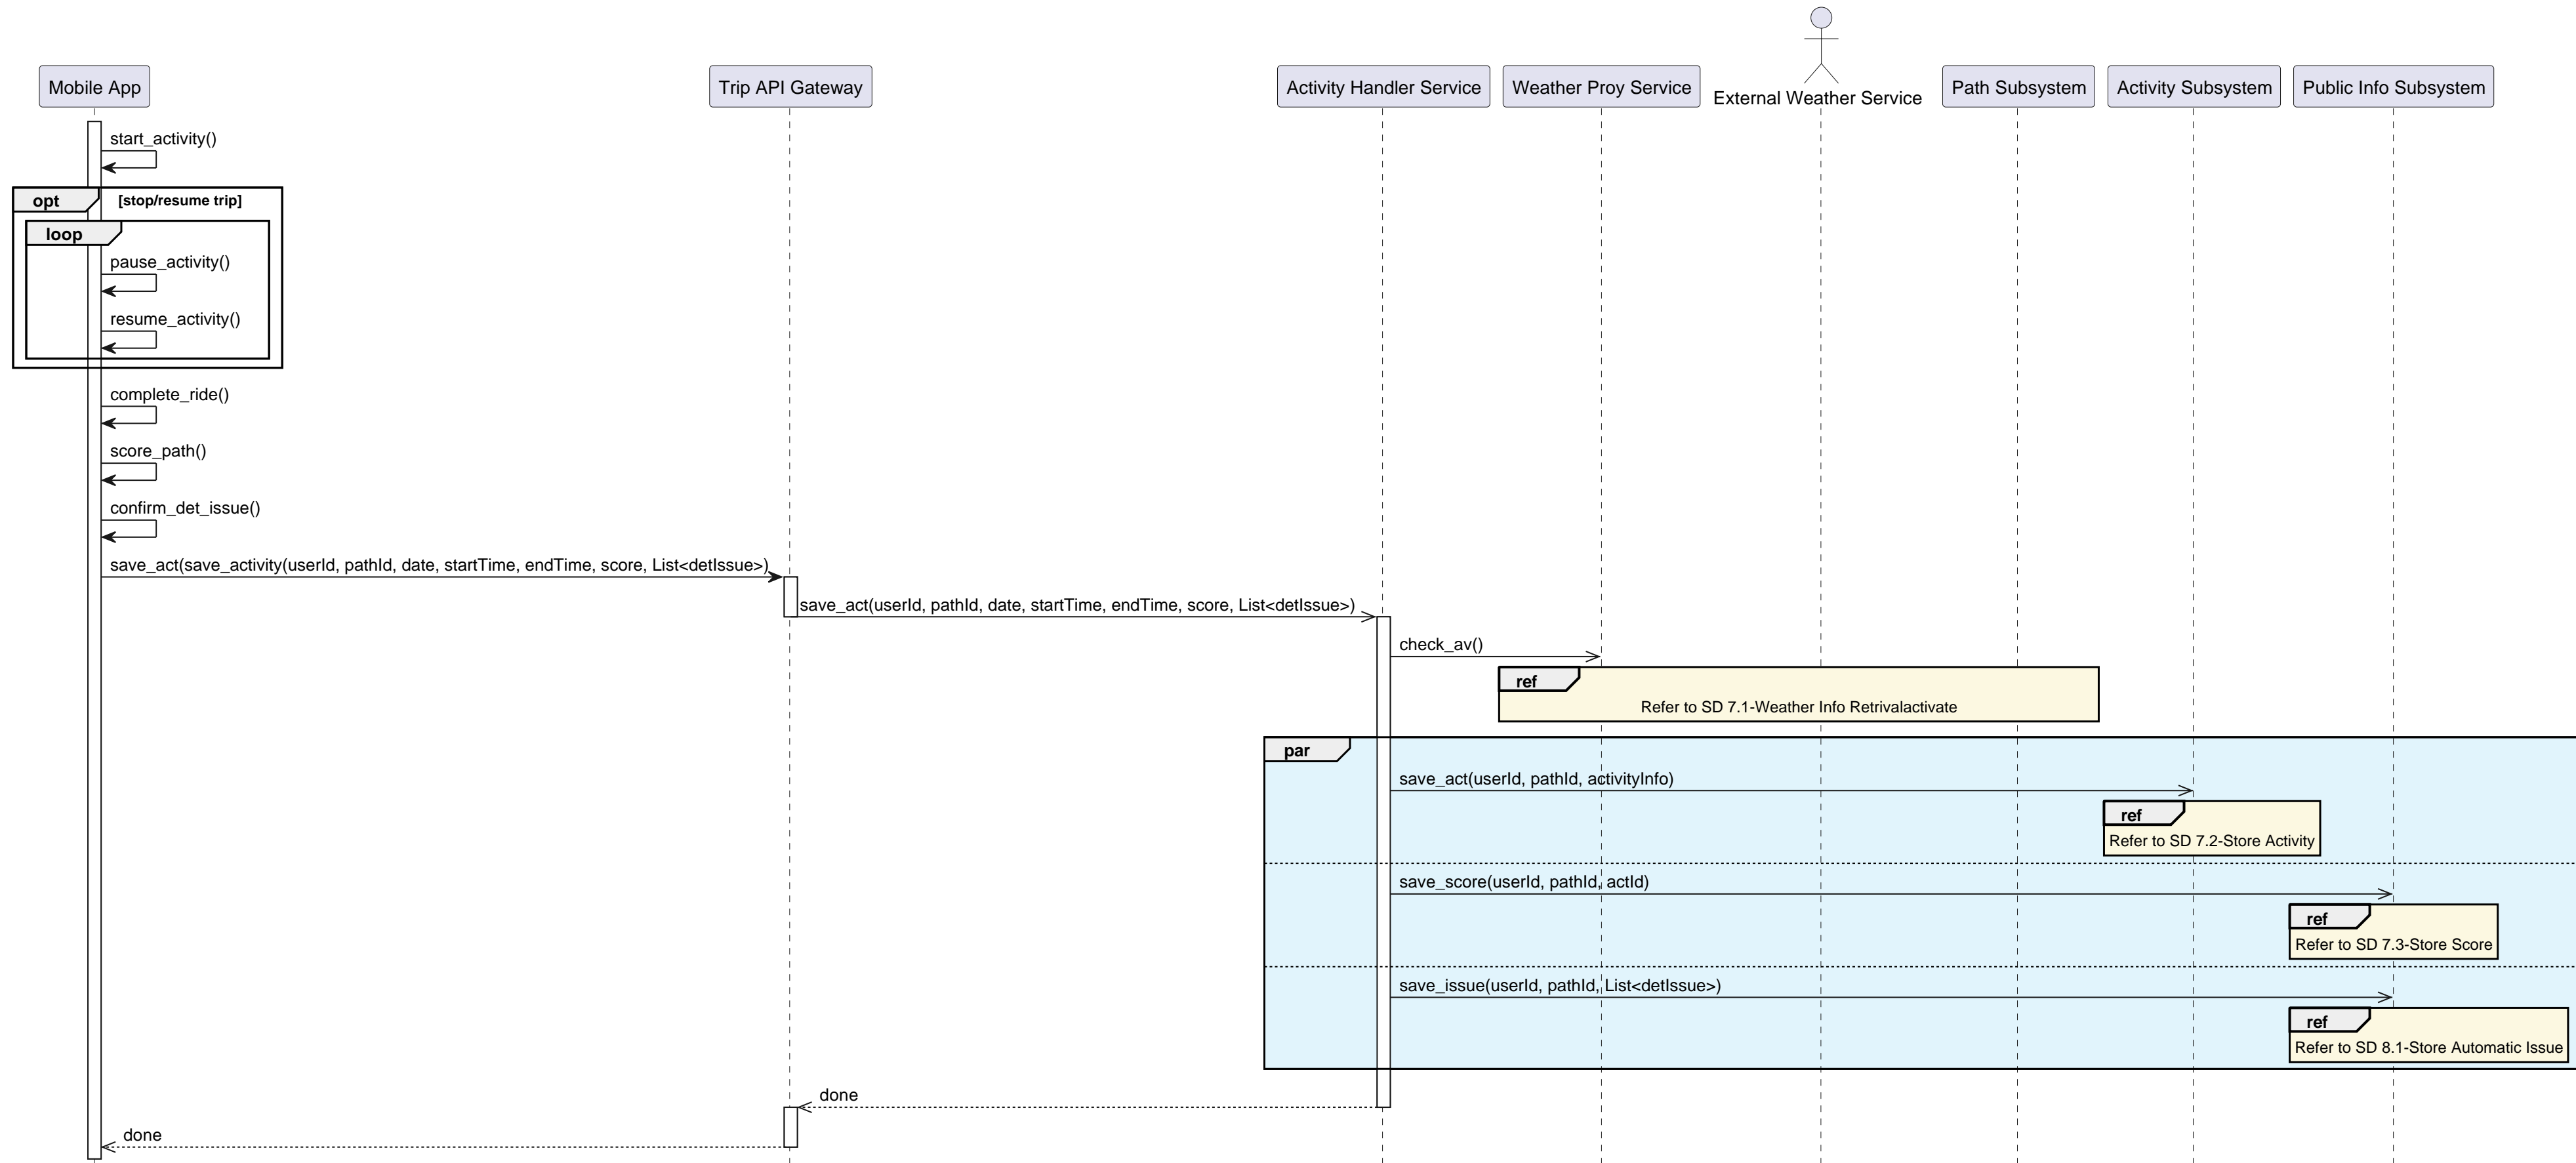 Mobile App
Trip API Gateway
Activity Handler Service
Weather Proy Service
External Weather Service
Path Subsystem
Activity Subsystem
Public Info Subsystem
start_activity()
opt
[stop/resume trip]
loop
pause_activity()
resume_activity()
complete_ride()
score_path()
confirm_det_issue()
save_act(save_activity(userId, pathId, date, startTime, endTime, score, List<detIssue>)
save_act(userId, pathId, date, startTime, endTime, score, List<detIssue>)
check_av()
ref
Refer to SD 7.1-Weather Info Retrivalactivate
par
save_act(userId, pathId, activityInfo)
ref
Refer to SD 7.2-Store Activity
save_score(userId, pathId, actId)
ref
Refer to SD 7.3-Store Score
save_issue(userId, pathId, List<detIssue>)
ref
Refer to SD 8.1-Store Automatic Issue
done
done